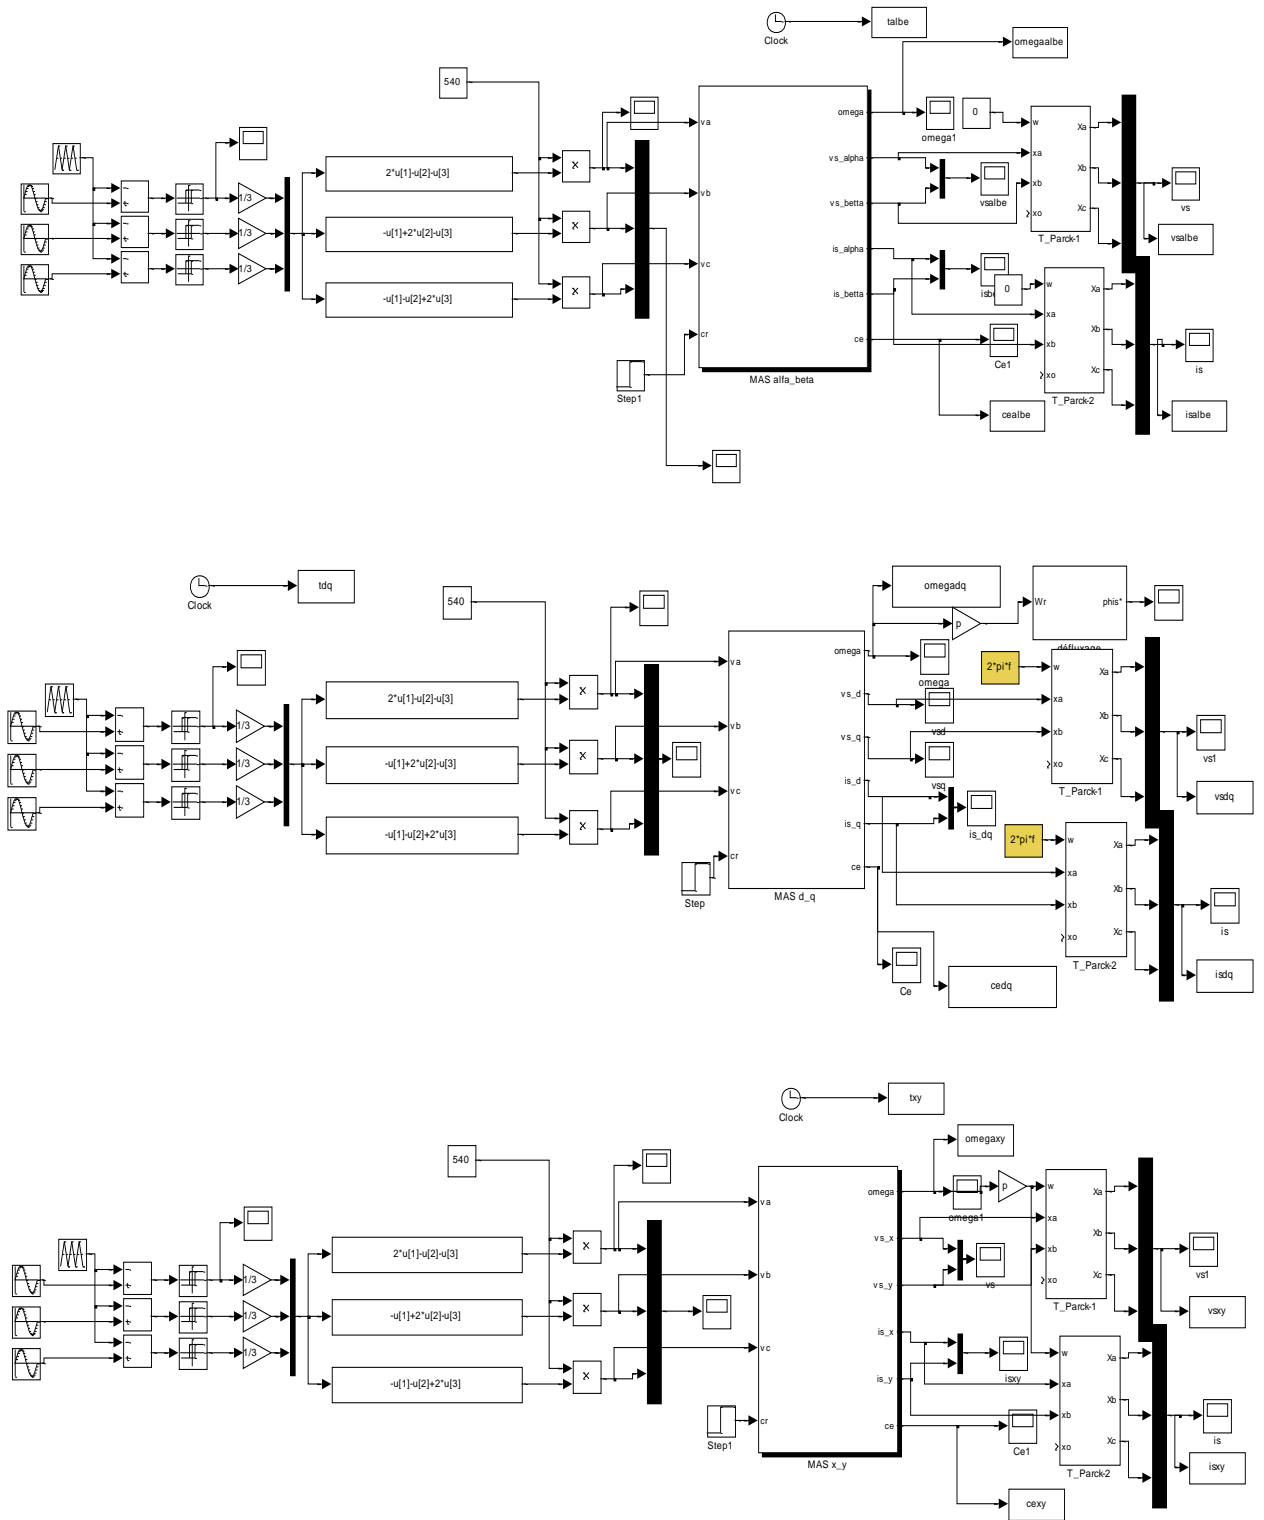 Clock
talbe
omegaalbe
540
va
vb
vc
cr
omega
vs_alpha
vs_betta
is_alpha
is_betta
ce
MAS alfa_beta
Step1
1/3
1/3
1/3
2*u[1]-u[2]-u[3]
-u[1]+2*u[2]-u[3]
-u[1]-u[2]+2*u[3]
×
×
×
omega1
0
w
xa
xb
xo
Xa
Xb
Xc
T_Parck-1
vsalbe
vs
vsalbe
0
w
xa
xb
xo
Xa
Xb
Xc
T_Parck-2
Ce1
cealbe
is
isalbe
Clock
tdq
540
1/3
1/3
1/3
2*u[1]-u[2]-u[3]
-u[1]+2*u[2]-u[3]
-u[1]-u[2]+2*u[3]
×
×
×
va
vb
vc
cr
omega
vs_d
vs_q
is_d
is_q
ce
MAS d_q
Step
omegadq
p
Wr
phis*
défluxage
omega
2*pi*f
w
xa
xb
xo
Xa
Xb
Xc
T_Parck-1
vsd
vsq
vs1
vsdq
is_dq
2*pi*f
w
xa
xb
xo
Xa
Xb
Xc
T_Parck-2
is
isdq
Ce
cedq
Clock
txy
omegaxy
540
1/3
1/3
1/3
2*u[1]-u[2]-u[3]
-u[1]+2*u[2]-u[3]
-u[1]-u[2]+2*u[3]
×
×
×
va
vb
vc
cr
omega
vs_x
vs_y
is_x
is_y
ce
MAS x_y
Step1
omega1
p
w
xa
xb
xo
Xa
Xb
Xc
T_Parck-1
vs
vs1
vsxy
isxy
w
xa
xb
xo
Xa
Xb
Xc
T_Parck-2
Ce1
is
isxy
cexy